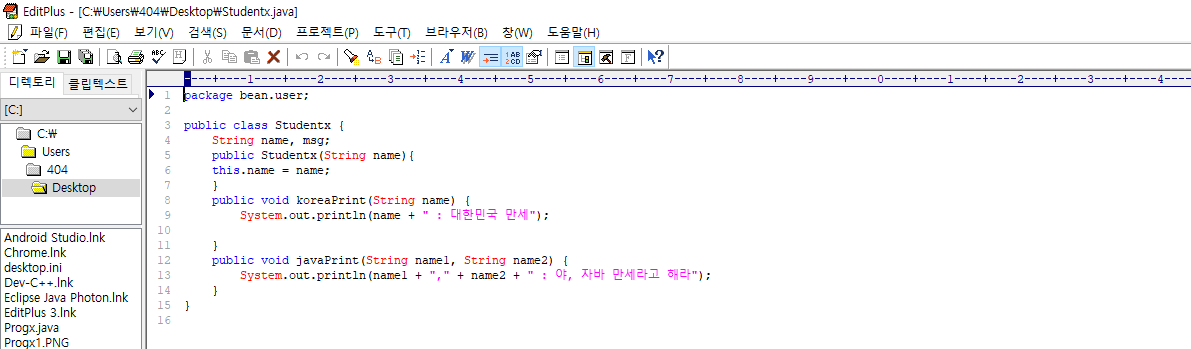 EditPlus - [C:₩Users₩404₩Desktop₩Studentx.java]
파일(F) 편집(E) 보기(V) 검색(S) 문서(D) 프로젝트(P) 도구(T) 브라우저(B) 창(W) 도움말(H)
디렉토리 클립텍스트
[C:]
C:₩
Users
404
Desktop
Android Studio.lnk
Chrome.lnk
desktop.ini
Dev-C++.lnk
Eclipse Java Photon.lnk
EditPlus 3.lnk
Progx.java
Progx1.PNG
----+----1----+----2----+----3----+----4----+----5----+----6----+----7----+----8----+----9----+----0----+----1----+----2----+----3----+----4----
1 package bean.user;
2
3 public class Studentx {
4 String name, msg;
5 public Studentx(String name){
6 this.name = name;
7 }
8 public void koreaPrint(String name) {
9 System.out.println(name + " : 대한민국 만세");
10
11 }
12 public void javaPrint(String name1, String name2) {
13 System.out.println(name1 + "," + name2 + " : 야, 자바 만세라고 해라");
14 }
15 }
16